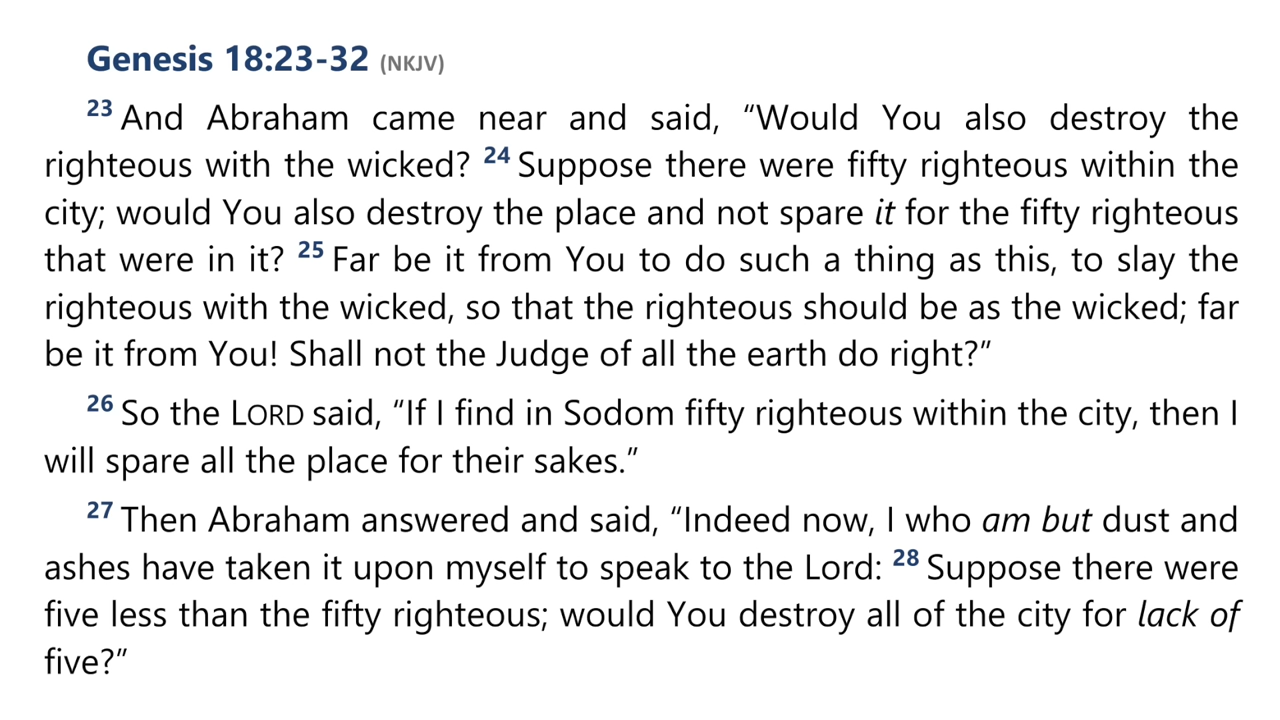 Genesis 18:23-32 (NKJV)
23 And Abraham came near and said, “Would You also destroy the
righteous with the wicked? 24 Suppose there were fifty righteous within the
city; would You also destroy the place and not spare it for the fifty righteous
that were in it? 25 Far be it from You to do such a thing as this, to slay the
righteous with the wicked, so that the righteous should be as the wicked; far
be it from You! Shall not the Judge of all the earth do right?”
26 So the LORD said, “If I find in Sodom fifty righteous within the city, then I
will spare all the place for their sakes.”
27 Then Abraham answered and said, “Indeed now, I who am but dust and
ashes have taken it upon myself to speak to the Lord: 28 Suppose there were
five less than the fifty righteous; would You destroy all of the city for lack of
five?”